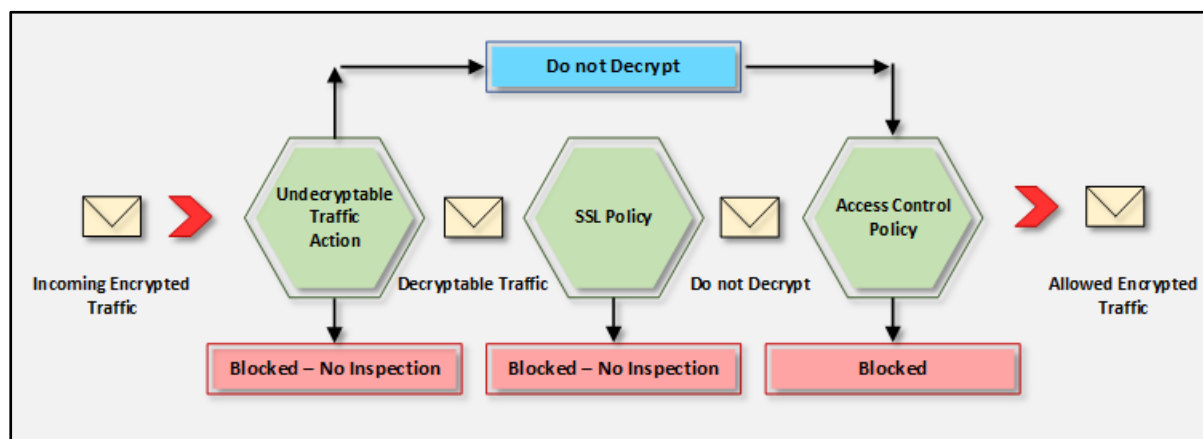 Do not Decrypt
Undecryptable
Traffic
Action
SSL Policy
Access Control
Policy
Incoming Encrypted
Traffic
Decryptable Traffic
Do not Decrypt
Allowed Encrypted
Traffic
Blocked – No Inspection
Blocked – No Inspection
Blocked